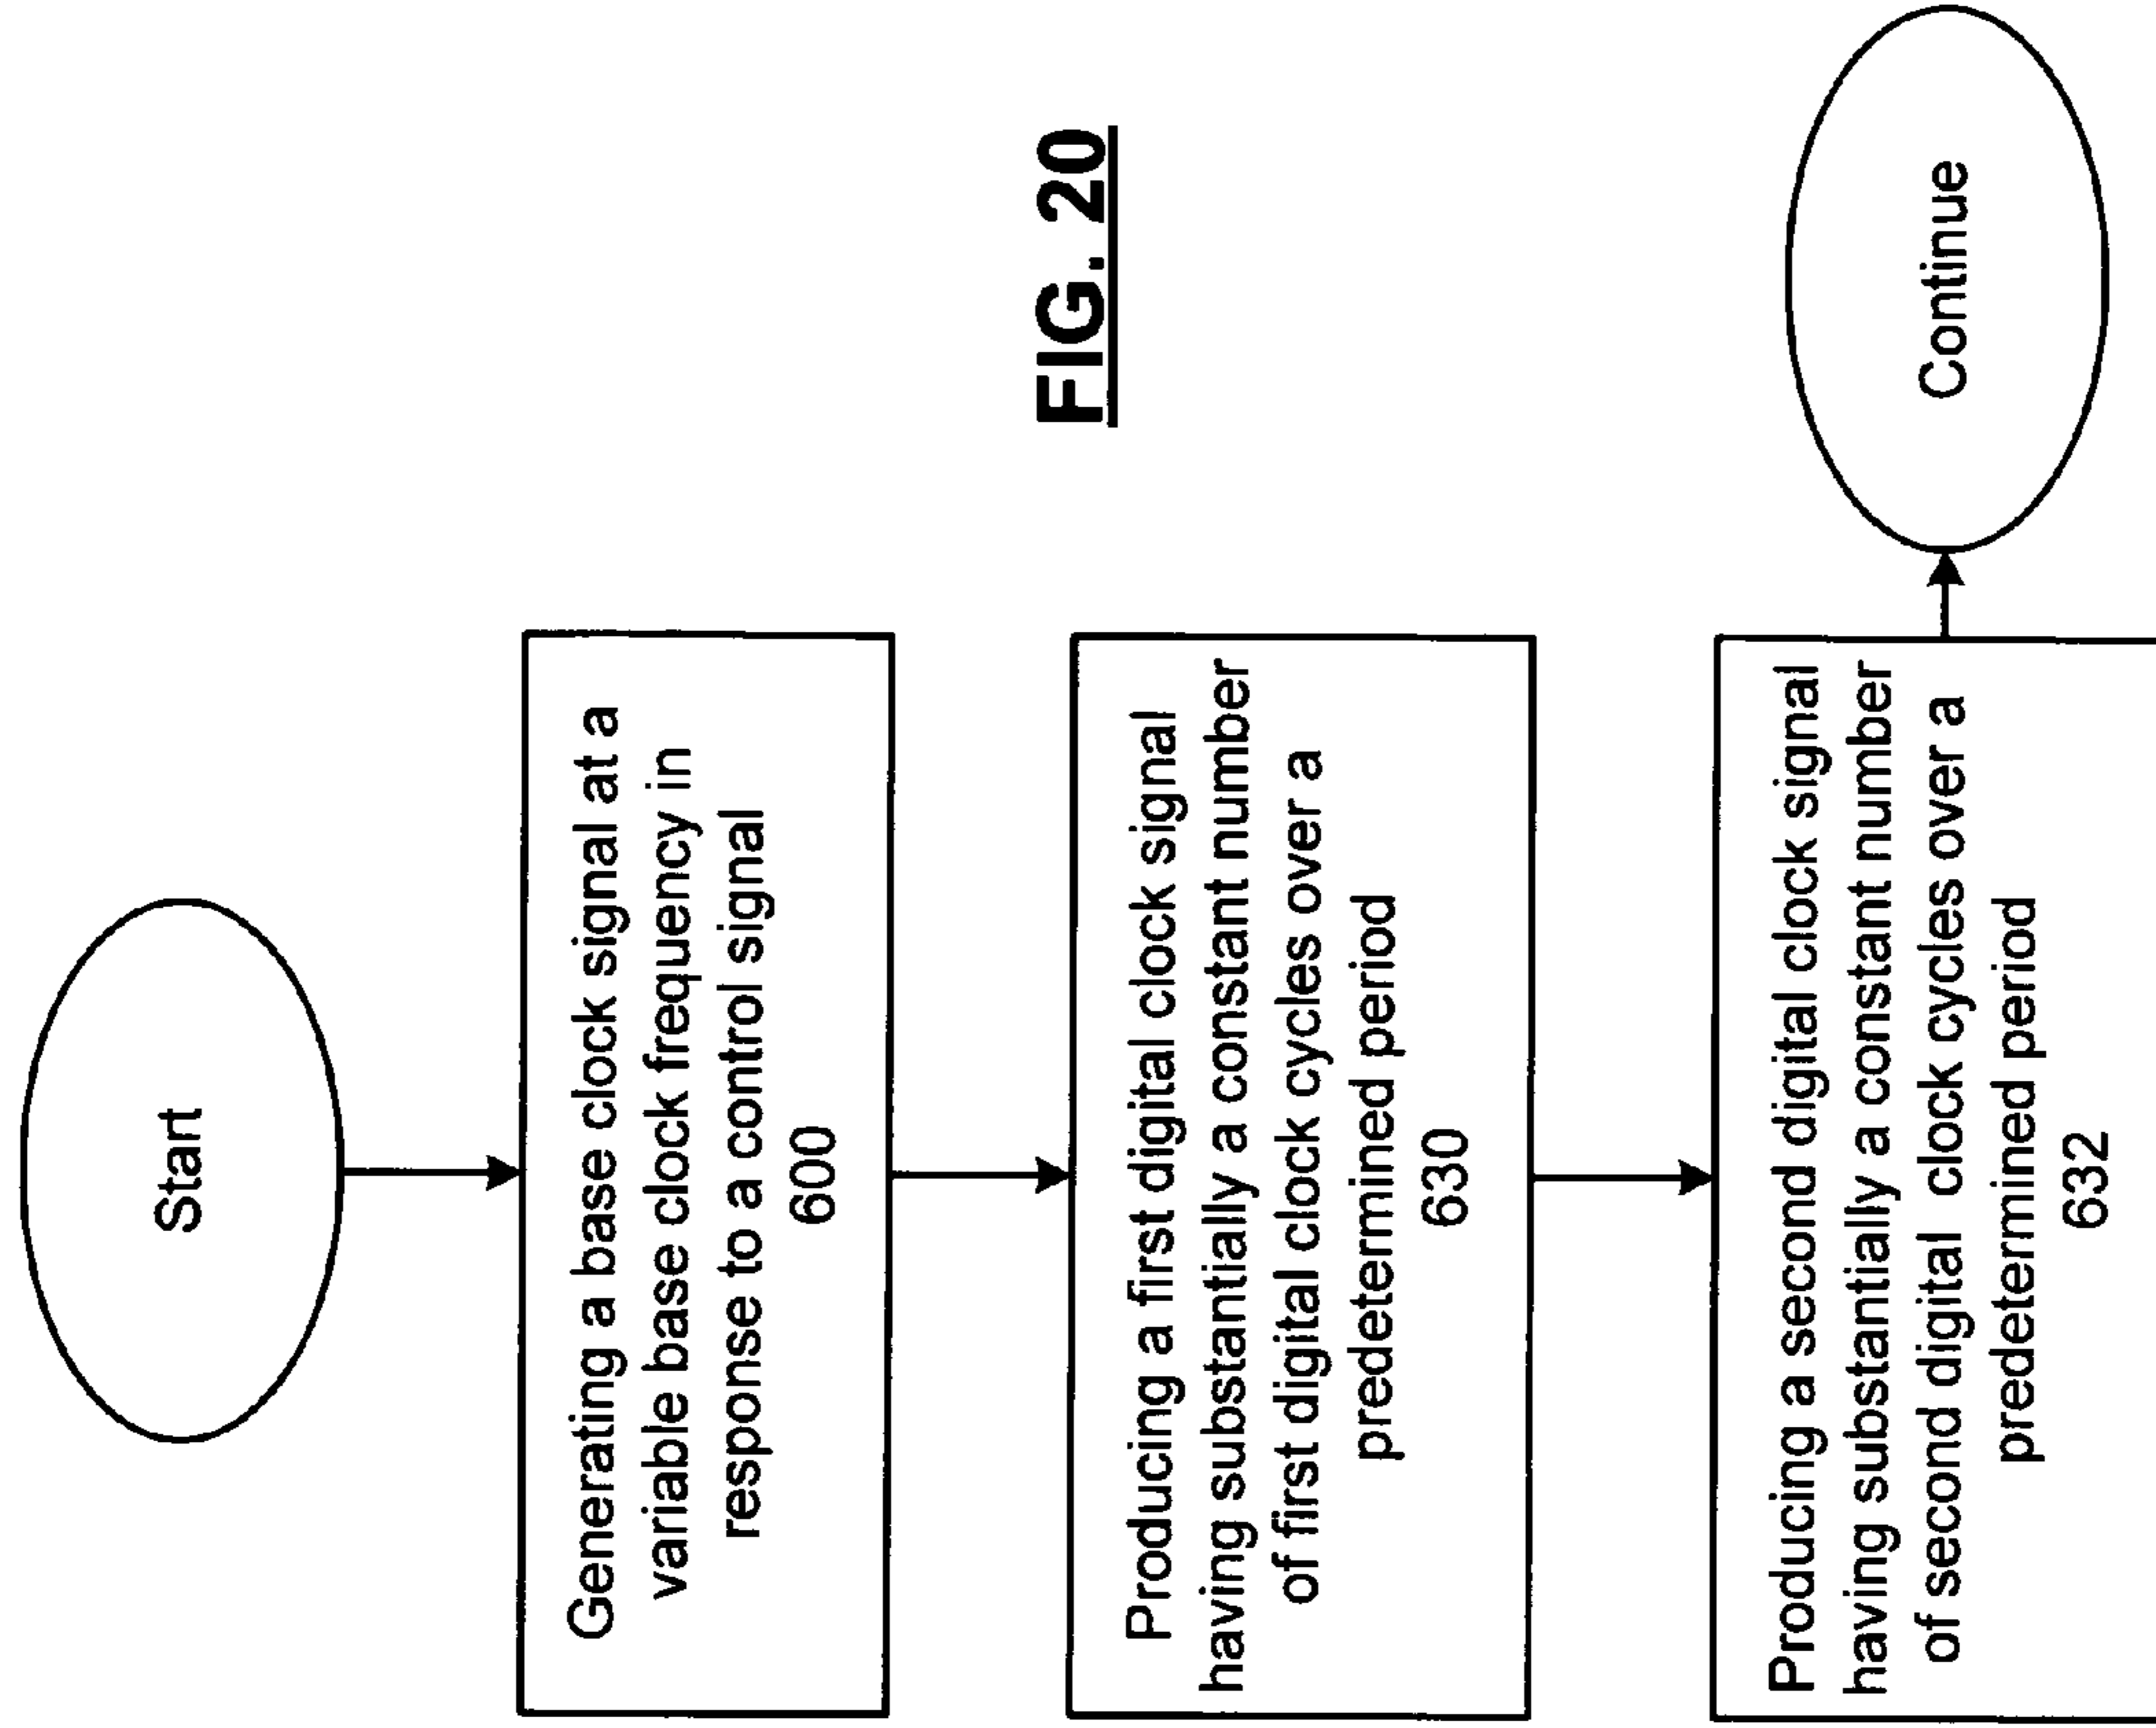 Start
Generating a base clock signal at a
variable base clock frequency in
response to a control signal
600
Producing a first digital clock signal
having substantially a constant number
of first digital clock cycles over a
predetermined period
630
Producing a second digital clock signal
having substantially a constant number
of second digital clock cycles over a
predetermined period
632
Continue
FIG. 20